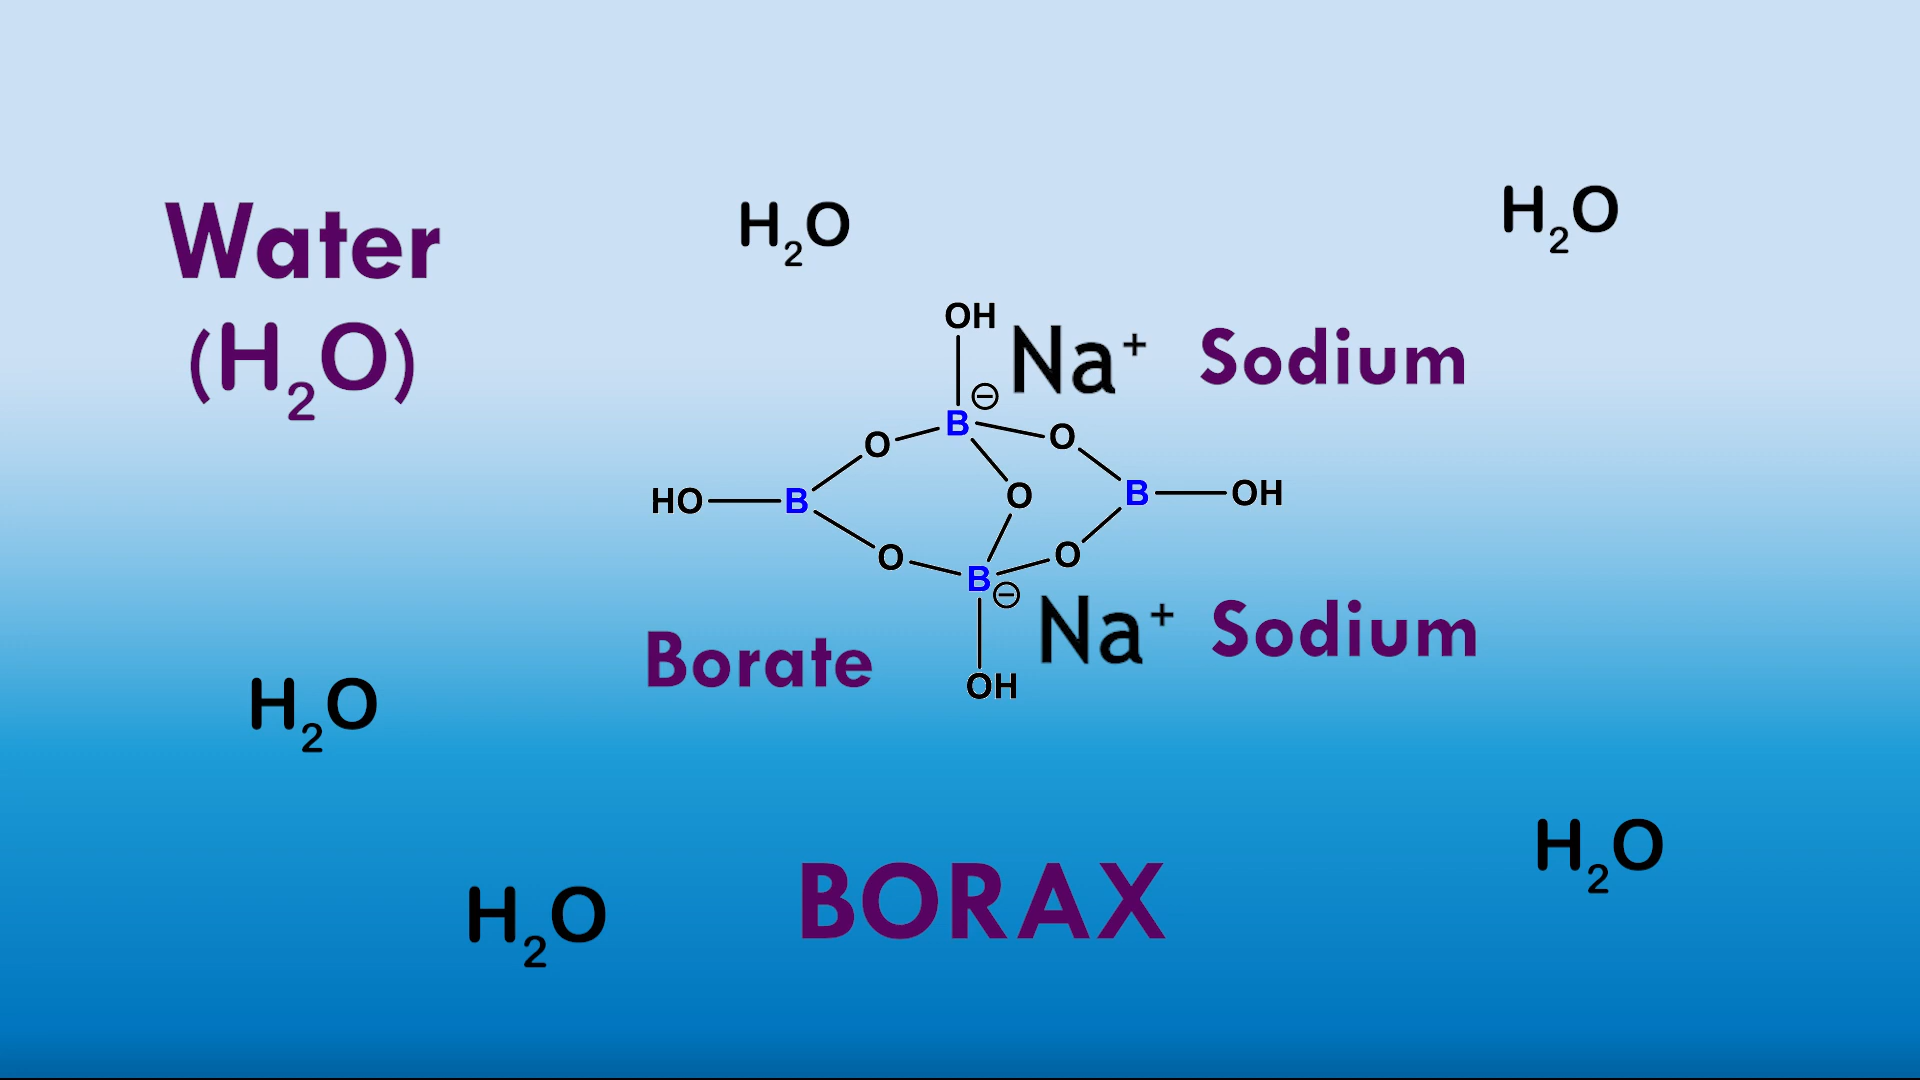 Water
(H₂O)
H₂O
H₂O
OH
Na⁺ Sodium
⊖
B
O
O
HO
B
O
B
OH
O
O
B
⊖
Na⁺ Sodium
Borate
OH
H₂O
H₂O
BORAX
H₂O